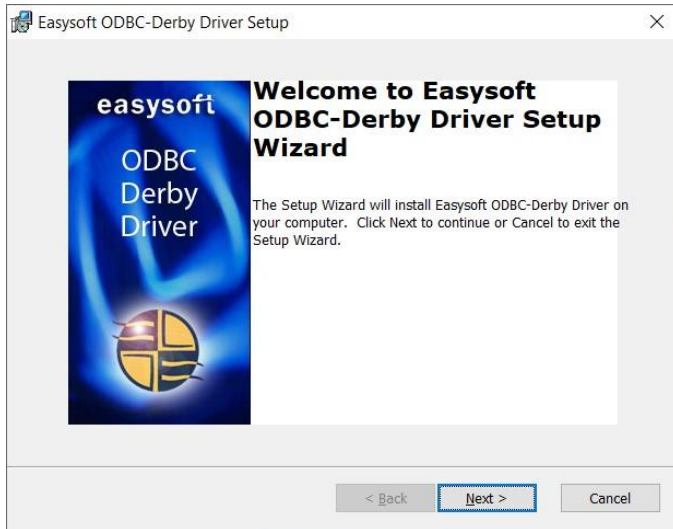 Easysoft ODBC-Derby Driver Setup
easysoft
ODBC
Derby
Driver
Welcome to Easysoft
ODBC-Derby Driver Setup
Wizard
The Setup Wizard will install Easysoft ODBC-Derby Driver on
your computer. Click Next to continue or Cancel to exit the
Setup Wizard.
< Back
Next >
Cancel